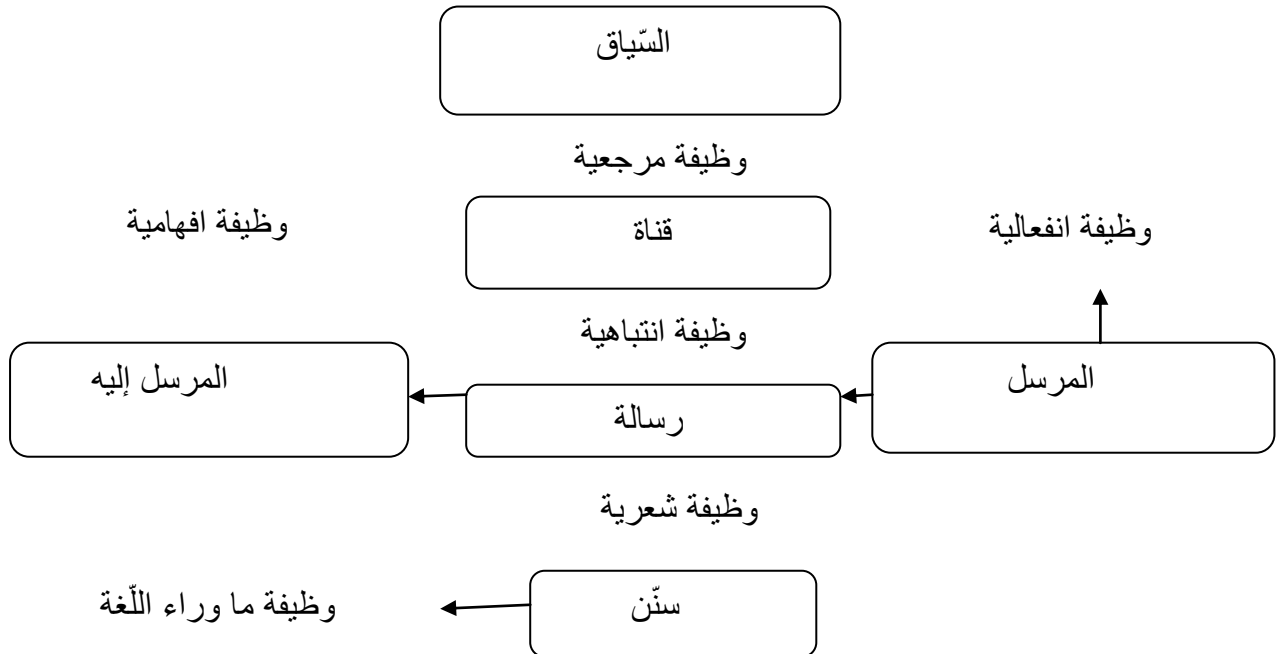 السّياق
وظيفة مرجعية
وظيفة انفعالية
قناة
وظيفة افهامية
وظيفة انتباهية
المرسل
رسالة
المرسل إليه
وظيفة شعرية
سنّن
وظيفة ما وراء اللّغة